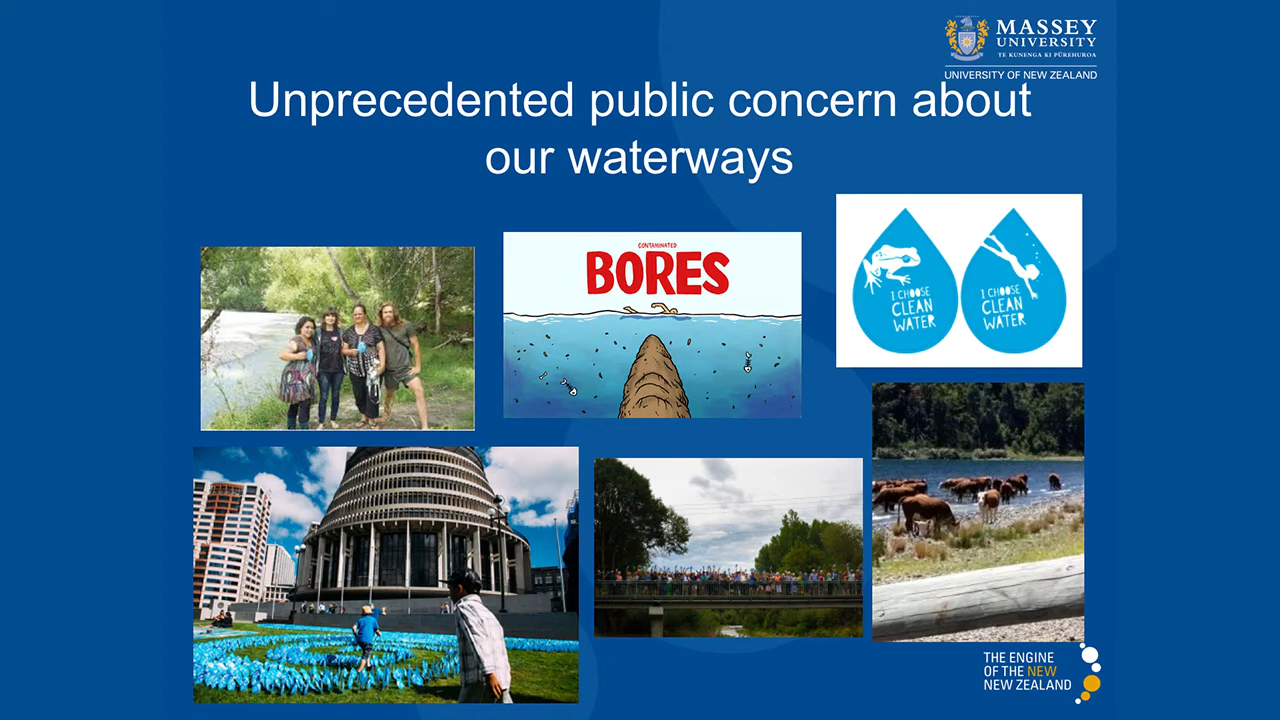 MASSEY
UNIVERSITY
TE KUNENGA KI PŪREHUROA
UNIVERSITY OF NEW ZEALAND
Unprecedented public concern about
our waterways
CONTAMINATED
BORES
I CHOOSE
CLEAN
WATER
I CHOOSE
CLEAN
WATER
THE ENGINE
OF THE NEW
NEW ZEALAND